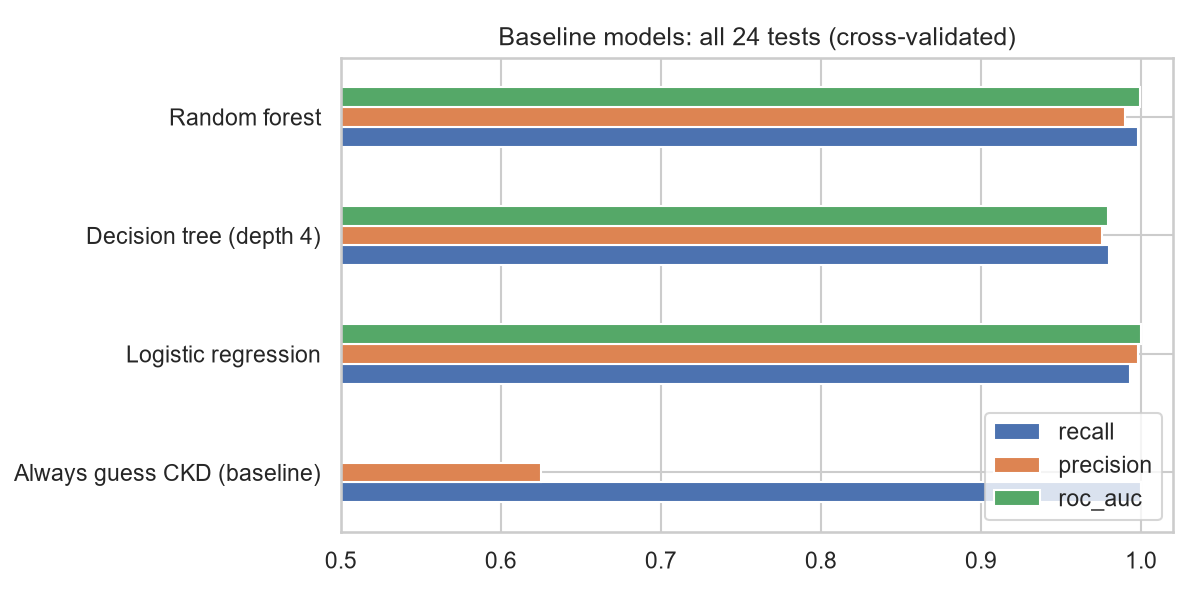 Baseline models: all 24 tests (cross-validated)
Random forest
Decision tree (depth 4)
Logistic regression
Always guess CKD (baseline)
recall
precision
roc_auc
0.5 0.6 0.7 0.8 0.9 1.0